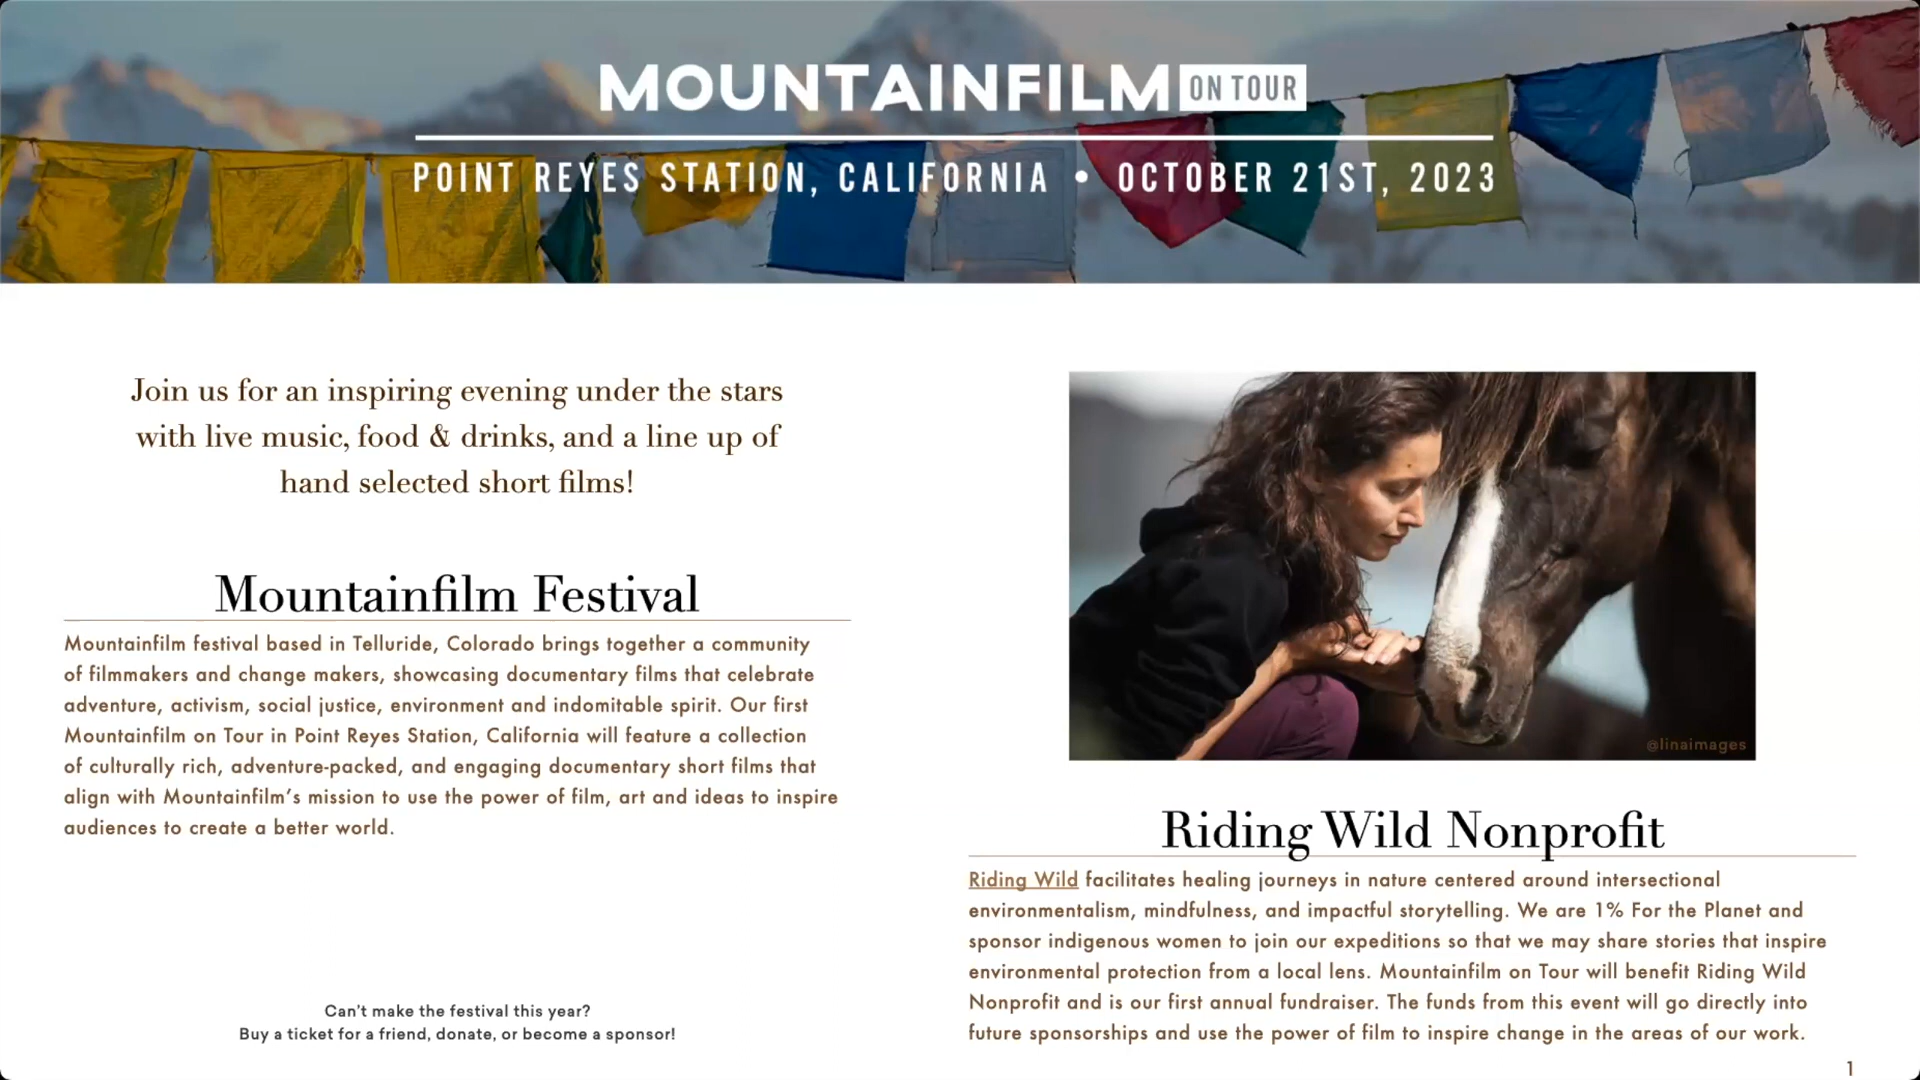 MOUNTAINFILM ON TOUR
POINT REYES STATION, CALIFORNIA • OCTOBER 21ST, 2023
Join us for an inspiring evening under the stars
with live music, food & drinks, and a line up of
hand selected short films!
Mountainfilm Festival
Mountainfilm festival based in Telluride, Colorado brings together a community
of filmmakers and change makers, showcasing documentary films that celebrate
adventure, activism, social justice, environment and indomitable spirit. Our first
Mountainfilm on Tour in Point Reyes Station, California will feature a collection
of culturally rich, adventure-packed, and engaging documentary short films that
align with Mountainfilm’s mission to use the power of film, art and ideas to inspire
audiences to create a better world.
Can’t make the festival this year?
Buy a ticket for a friend, donate, or become a sponsor!
@linaimages
Riding Wild Nonprofit
Riding Wild facilitates healing journeys in nature centered around intersectional
environmentalism, mindfulness, and impactful storytelling. We are 1% For the Planet and
sponsor indigenous women to join our expeditions so that we may share stories that inspire
environmental protection from a local lens. Mountainfilm on Tour will benefit Riding Wild
Nonprofit and is our first annual fundraiser. The funds from this event will go directly into
future sponsorships and use the power of film to inspire change in the areas of our work.
1